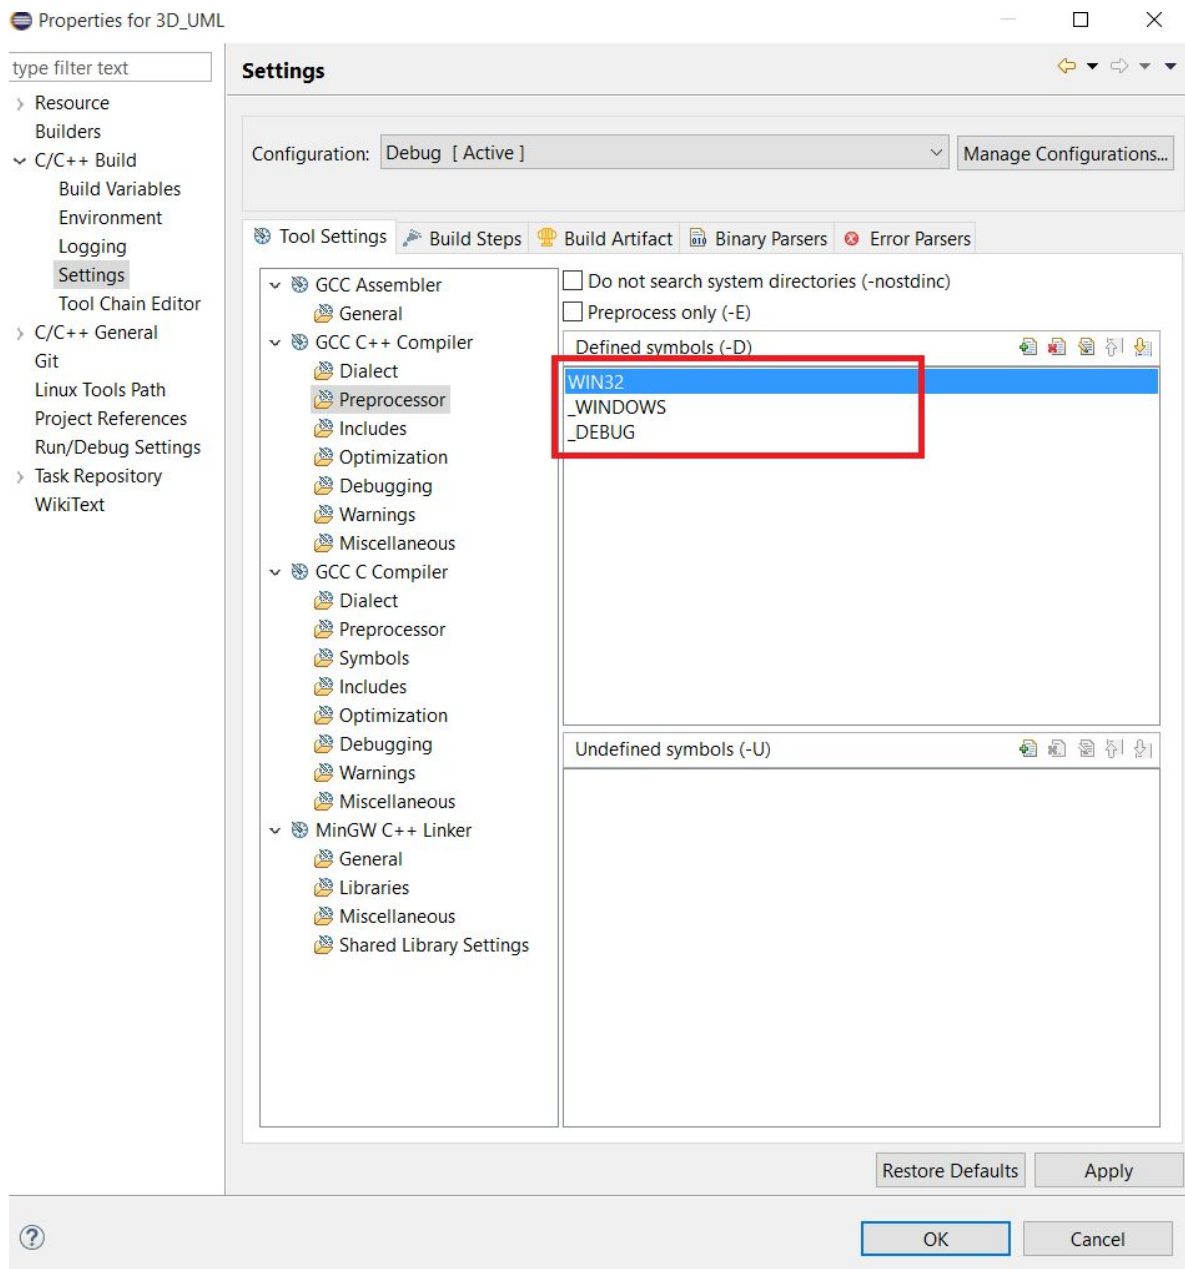 Properties for 3D_UML
type filter text
Resource
Builders
C/C++ Build
Build Variables
Environment
Logging
Settings
Tool Chain Editor
C/C++ General
Git
Linux Tools Path
Project References
Run/Debug Settings
Task Repository
WikiText
Settings
Configuration: Debug [ Active ] Manage Configurations...
Tool Settings Build Steps Build Artifact Binary Parsers Error Parsers
GCC Assembler
General
GCC C++ Compiler
Dialect
Preprocessor
Includes
Optimization
Debugging
Warnings
Miscellaneous
GCC C Compiler
Dialect
Preprocessor
Symbols
Includes
Optimization
Debugging
Warnings
Miscellaneous
MinGW C++ Linker
General
Libraries
Miscellaneous
Shared Library Settings
Do not search system directories (-nostdinc)
Preprocess only (-E)
Defined symbols (-D)
WIN32
_WINDOWS
_DEBUG
Undefined symbols (-U)
Restore Defaults Apply
OK Cancel